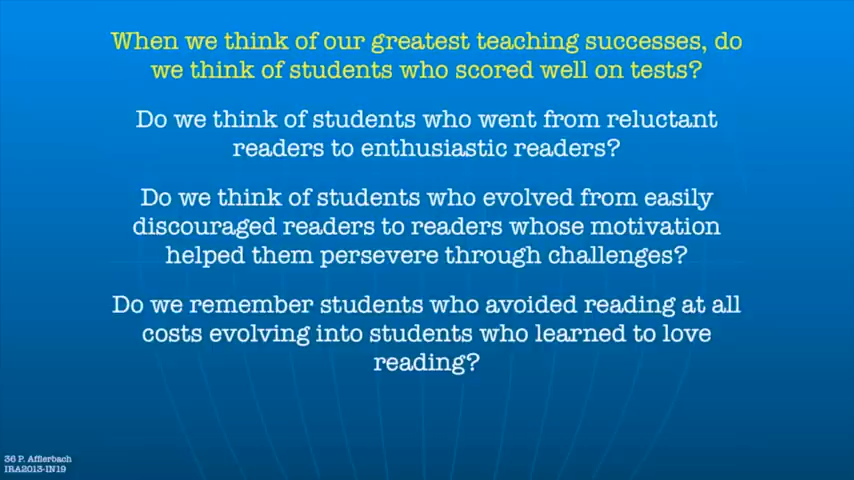 When we think of our greatest teaching successes, do
we think of students who scored well on tests?
Do we think of students who went from reluctant
readers to enthusiastic readers?
Do we think of students who evolved from easily
discouraged readers to readers whose motivation
helped them persevere through challenges?
Do we remember students who avoided reading at all
costs evolving into students who learned to love
reading?
36 P. Afflerbach
IRA2013-IN19